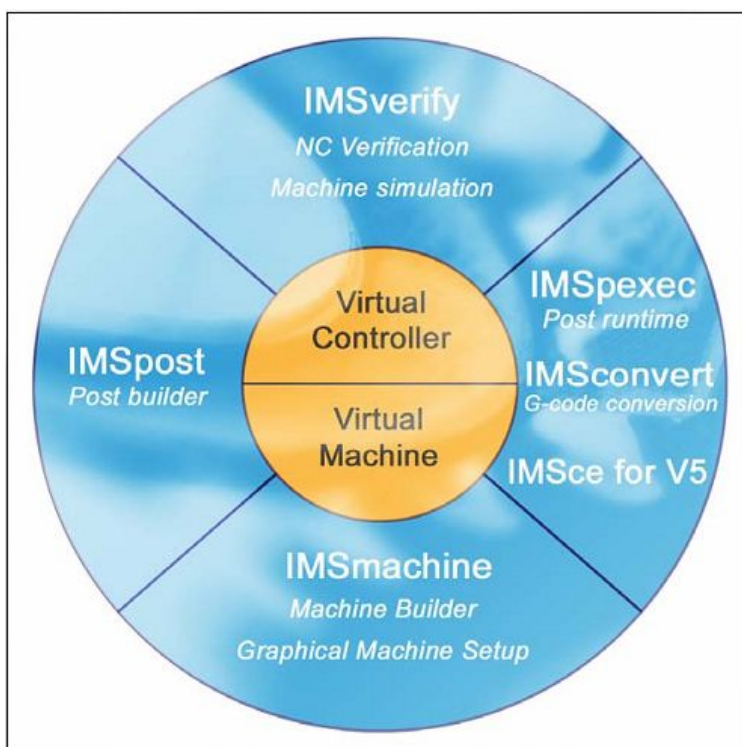 IMSverify
NC Verification
Machine simulation
Virtual
Controller
Virtual
Machine
IMSpost
Post builder
IMSpexec
Post runtime
IMSconvert
G-code conversion
IMSce for V5
IMSmachine
Machine Builder
Graphical Machine Setup